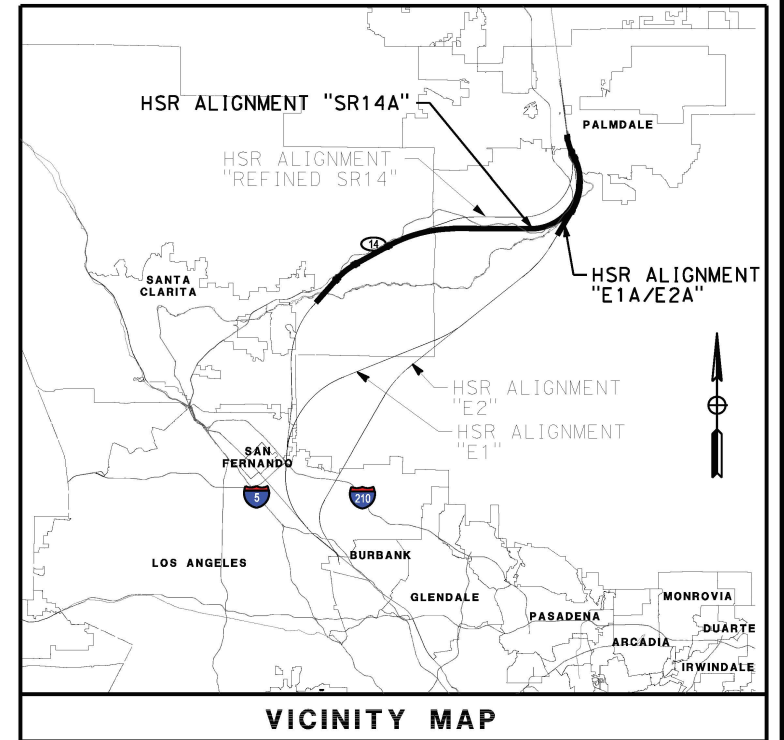 HSR ALIGNMENT "SR14A"
PALMDALE
HSR ALIGNMENT
"REFINED SR14"
14
HSR ALIGNMENT
"E1A/E2A"
SANTA
CLARITA
HSR ALIGNMENT
"E2"
HSR ALIGNMENT
"E1"
SAN
FERNANDO
5
210
LOS ANGELES
BURBANK
GLENDALE
MONROVIA
PASADENA
DUARTE
ARCADIA
IRWINDALE
VICINITY MAP